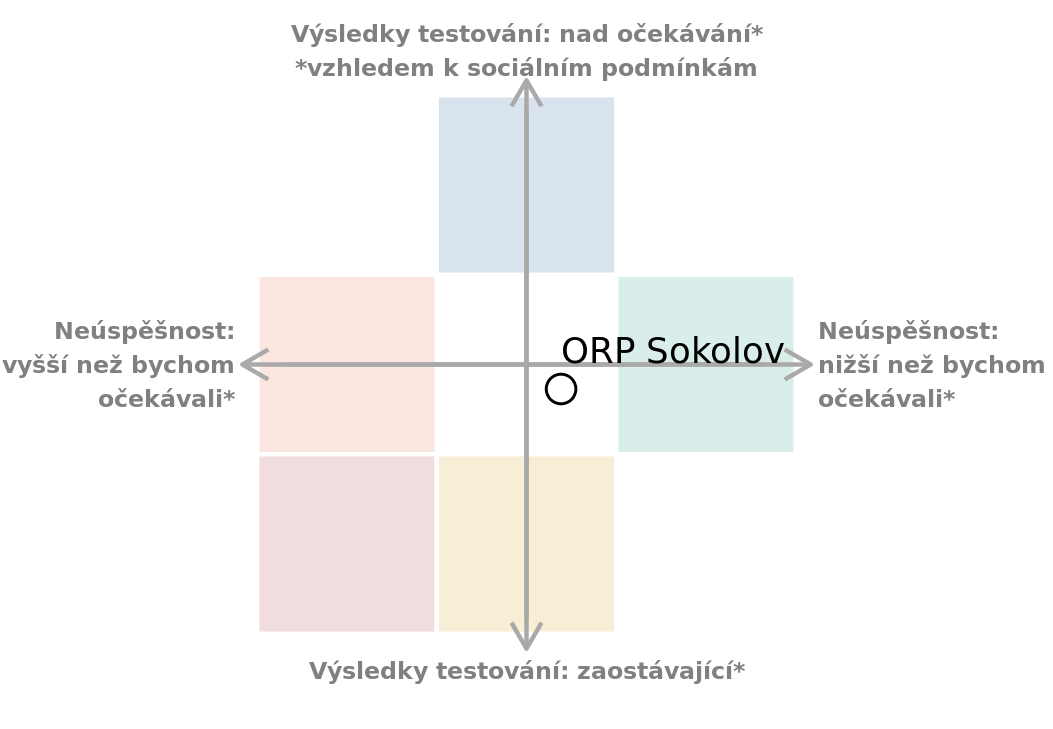 Výsledky testování: nad očekávání*
*vzhledem k sociálním podmínkám
ORP Sokolov
Neúspěšnost:
vyšší než bychom
očekávali*
Neúspěšnost:
nižší než bychom
očekávali*
Výsledky testování: zaostávající*